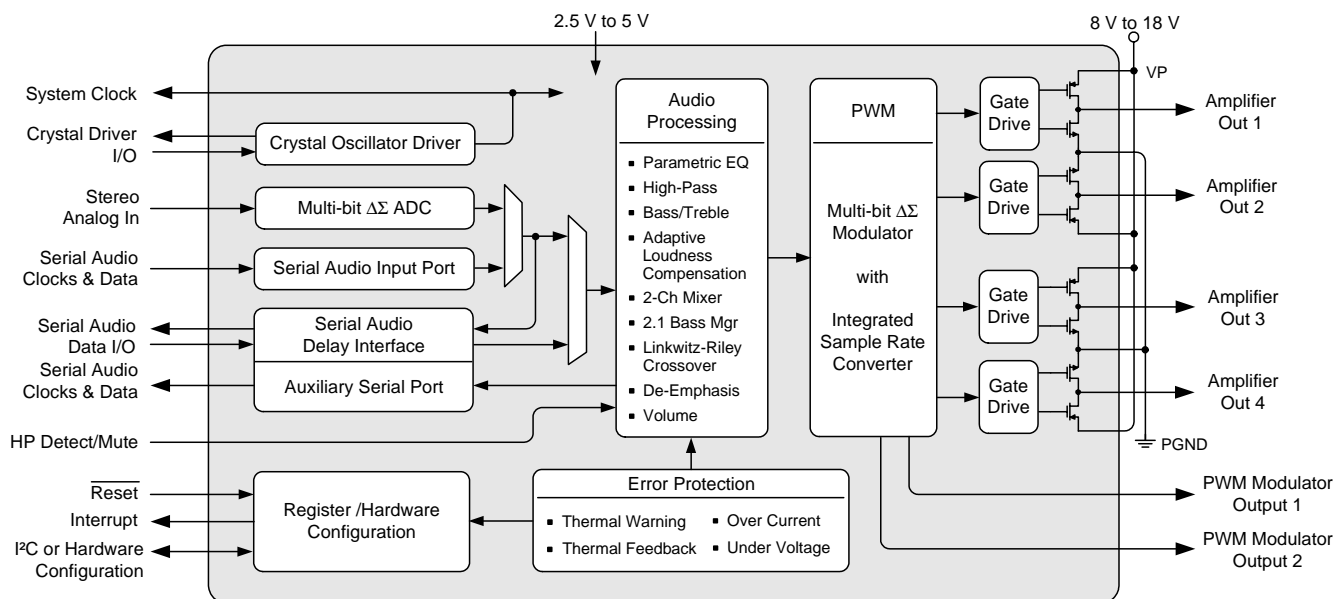 2.5 V to 5 V
8 V to 18 V
VP
System Clock
Crystal Driver
I/O
Crystal Oscillator Driver
Stereo
Analog In
Multi-bit ΔΣ ADC
Serial Audio
Clocks & Data
Serial Audio Input Port
Serial Audio
Data I/O
Serial Audio
Delay Interface
Serial Audio
Clocks & Data
Auxiliary Serial Port
HP Detect/Mute
Reset
Interrupt
I²C or Hardware
Configuration
Register /Hardware
Configuration
Audio
Processing
▪ Parametric EQ
▪ High-Pass
▪ Bass/Treble
▪ Adaptive
Loudness
Compensation
▪ 2-Ch Mixer
▪ 2.1 Bass Mgr
▪ Linkwitz-Riley
Crossover
▪ De-Emphasis
▪ Volume
Error Protection
▪ Thermal Warning
▪ Over Current
▪ Thermal Feedback
▪ Under Voltage
PWM
Multi-bit ΔΣ
Modulator
with
Integrated
Sample Rate
Converter
Gate
Drive
Gate
Drive
Gate
Drive
Gate
Drive
Amplifier
Out 1
Amplifier
Out 2
Amplifier
Out 3
Amplifier
Out 4
PGND
PWM Modulator
Output 1
PWM Modulator
Output 2